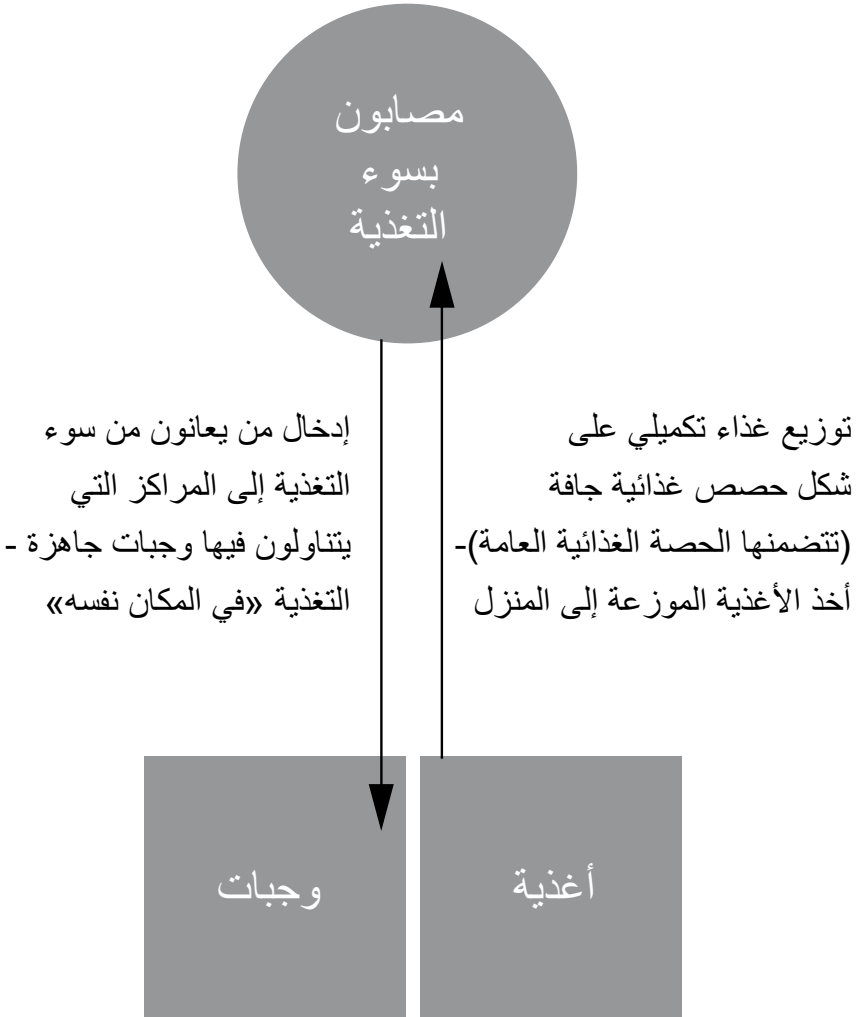 مصابون
بسوء
التغذية
توزيع غذاء تكميلي على
شكل حصص غذائية جافة
(تتضمنها الحصة الغذائية العامة)-
أخذ الأغذية الموزعة إلى المنزل
إدخال من يعانون من سوء
التغذية إلى المراكز التي
يتناولون فيها وجبات جاهزة -
التغذية «في المكان نفسه»
أغذية
وجبات